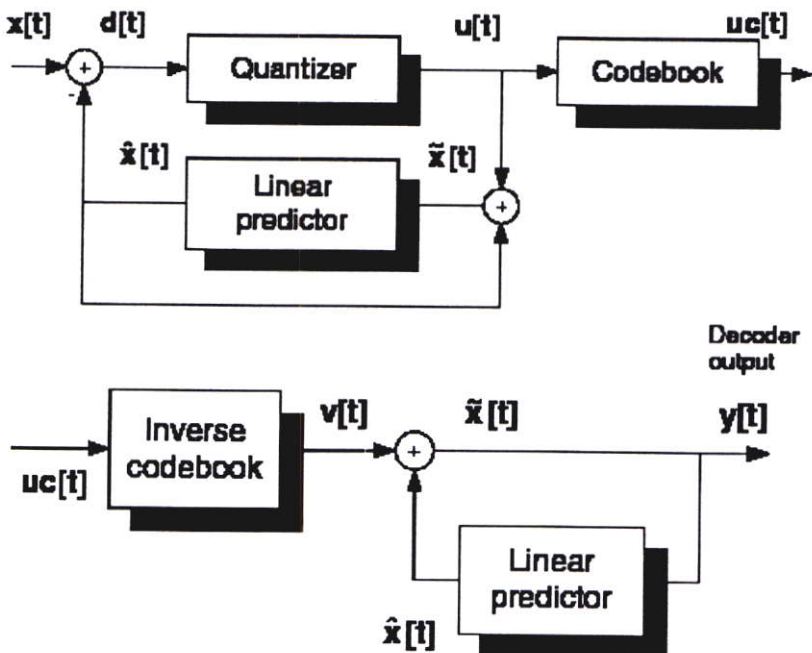 x[t] d[t] u[t] uc[t]
Quantizer
Codebook
+
-
x̂[t] x̃[t]
Linear
predictor
+
Decoder
output
v[t] x̃[t] y[t]
Inverse
codebook
+
uc[t]
Linear
predictor
x̂[t]